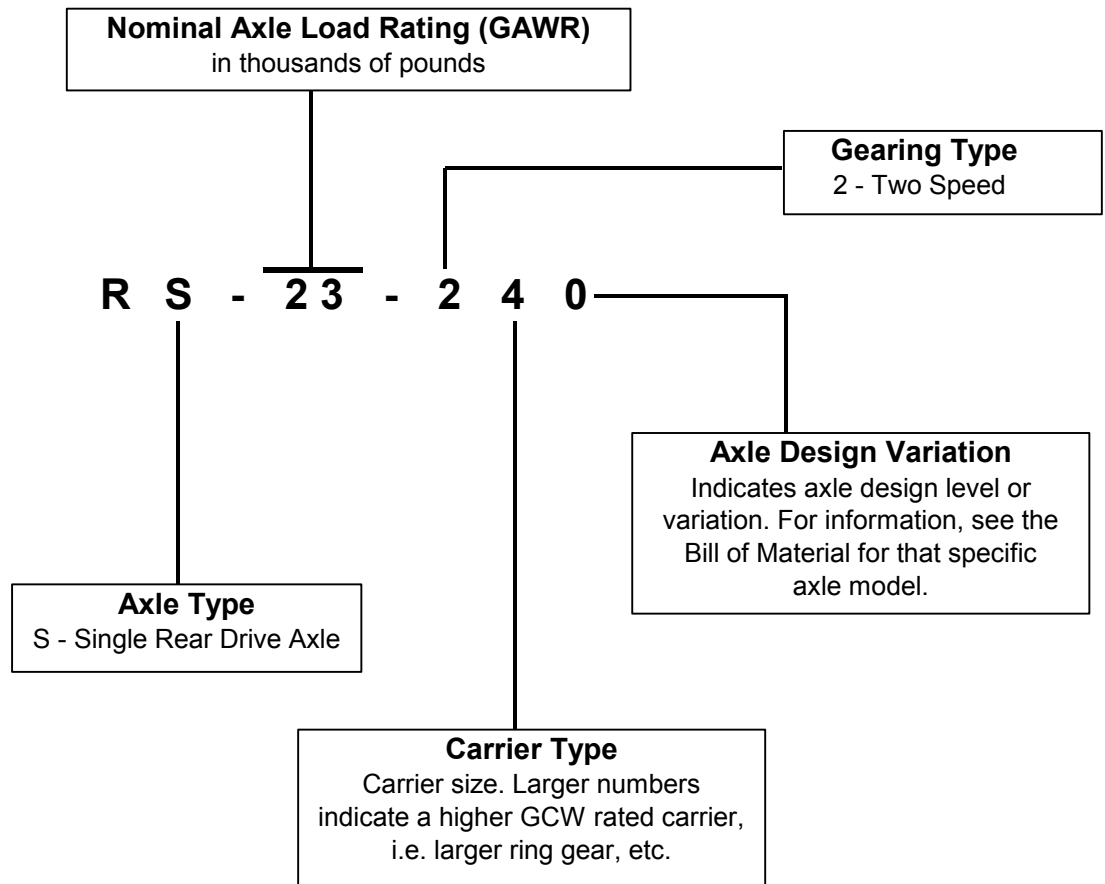 Nominal Axle Load Rating (GAWR)
in thousands of pounds
Gearing Type
2 - Two Speed
R S - 2 3 - 2 4 0
Axle Design Variation
Indicates axle design level or
variation. For information, see the
Bill of Material for that specific
axle model.
Axle Type
S - Single Rear Drive Axle
Carrier Type
Carrier size. Larger numbers
indicate a higher GCW rated carrier,
i.e. larger ring gear, etc.